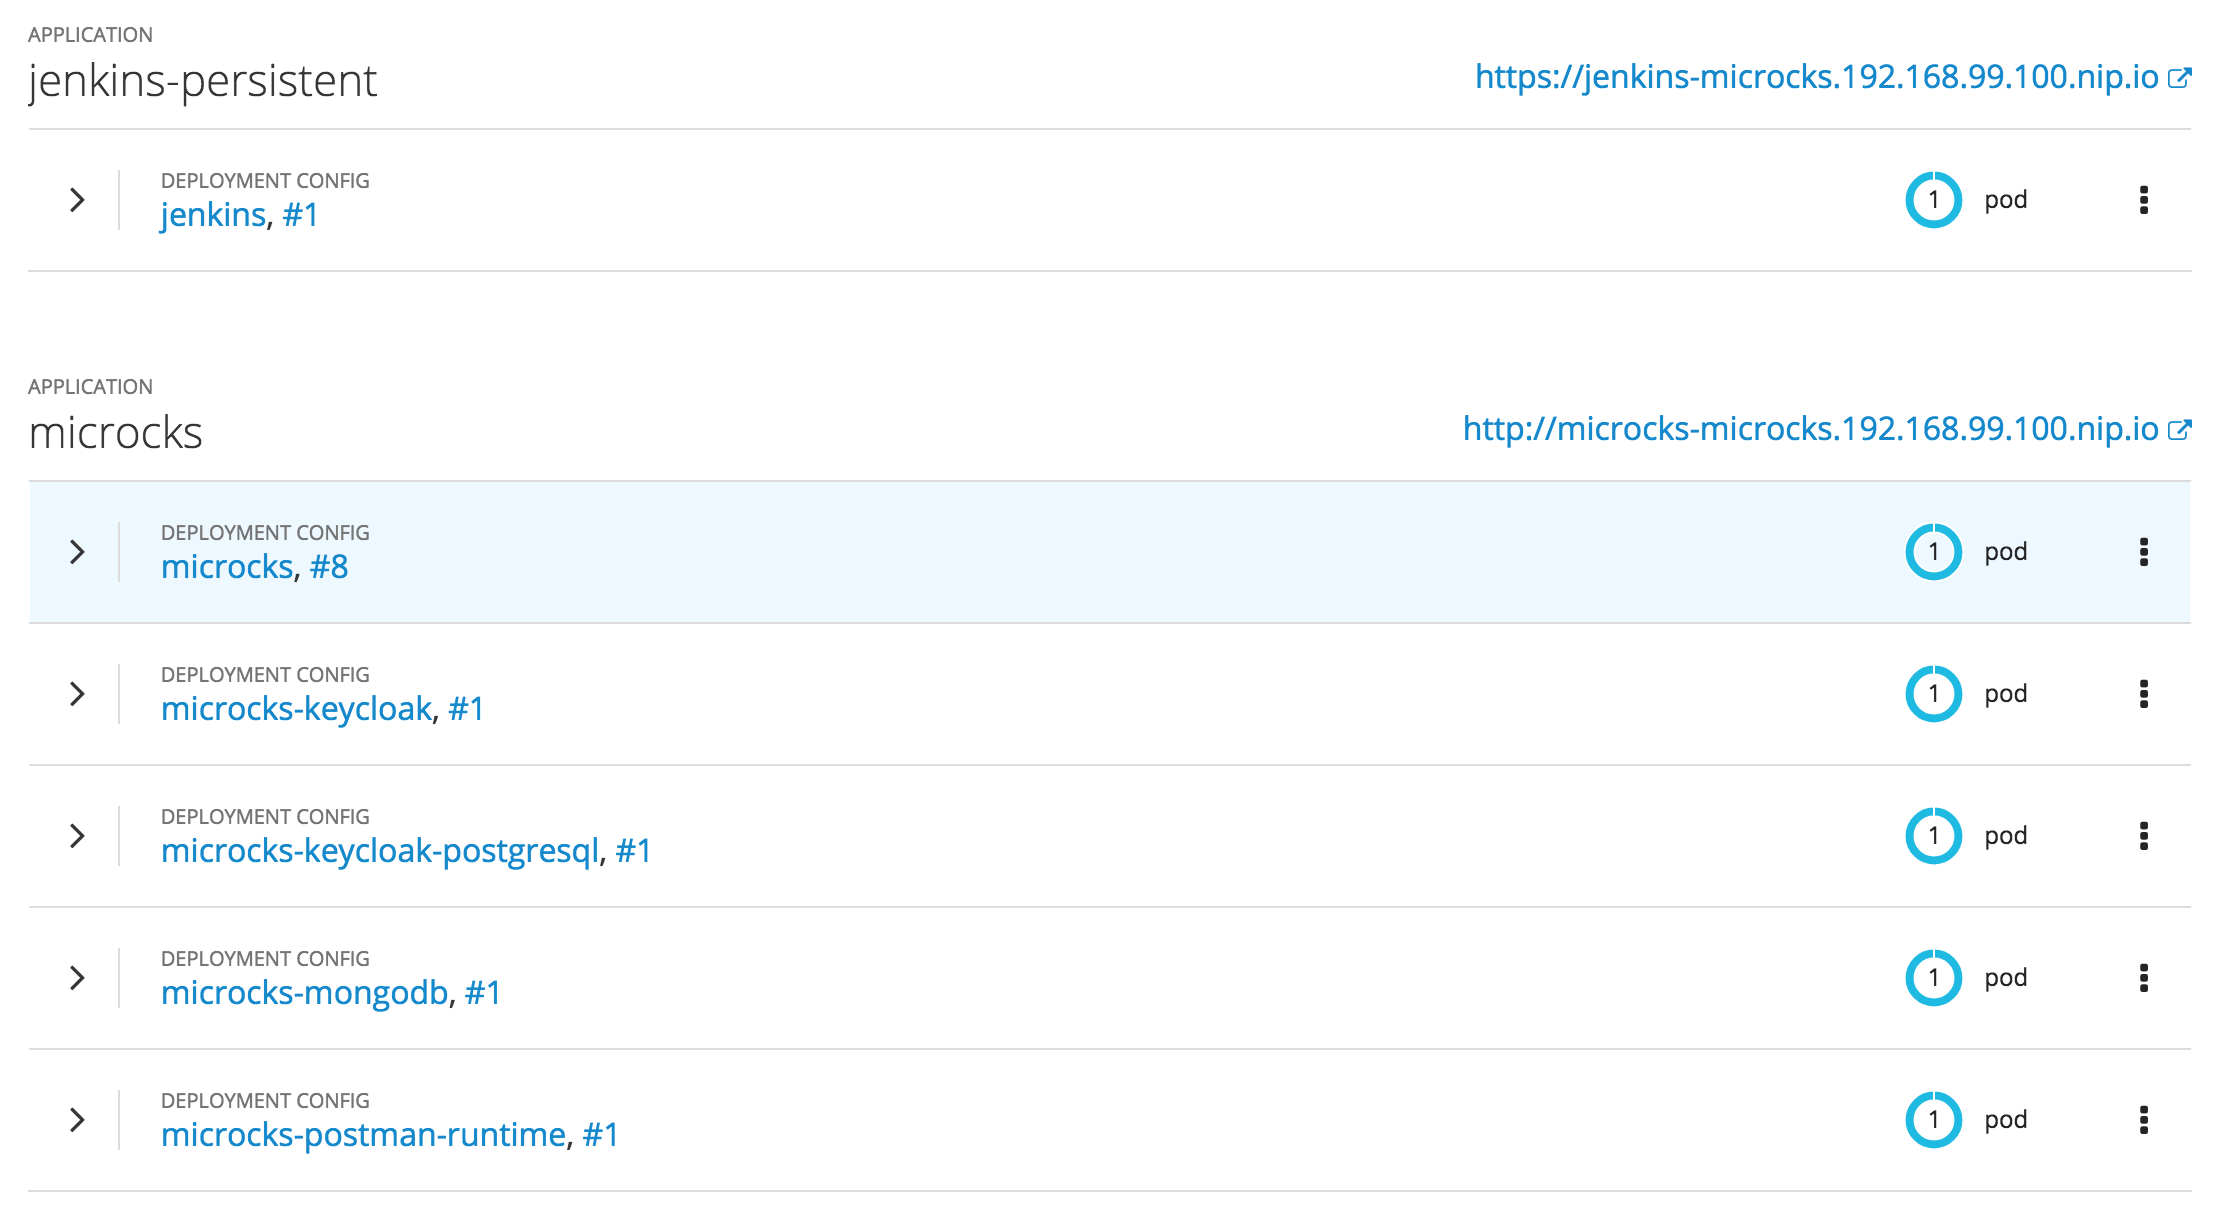 APPLICATION
jenkins-persistent
https://jenkins-microcks.192.168.99.100.nip.io
DEPLOYMENT CONFIG
jenkins, #1
1 pod
APPLICATION
microcks
http://microcks-microcks.192.168.99.100.nip.io
DEPLOYMENT CONFIG
microcks, #8
1 pod
DEPLOYMENT CONFIG
microcks-keycloak, #1
1 pod
DEPLOYMENT CONFIG
microcks-keycloak-postgresql, #1
1 pod
DEPLOYMENT CONFIG
microcks-mongodb, #1
1 pod
DEPLOYMENT CONFIG
microcks-postman-runtime, #1
1 pod